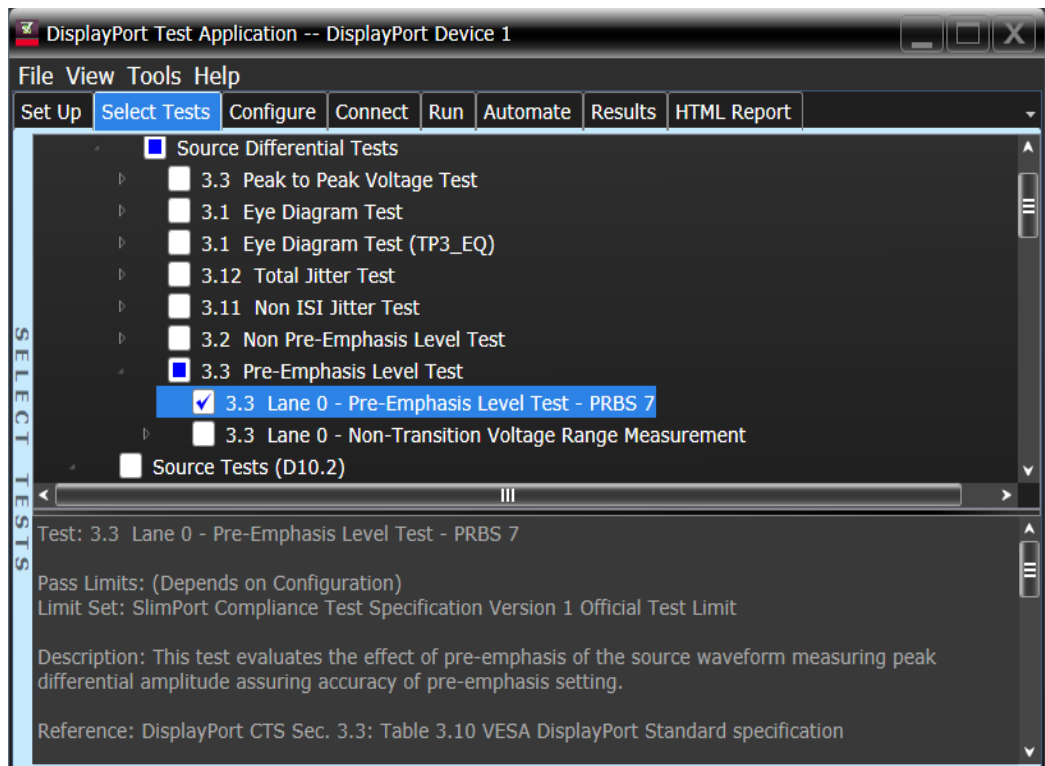 DisplayPort Test Application -- DisplayPort Device 1
File View Tools Help
Set Up Select Tests Configure Connect Run Automate Results HTML Report
Source Differential Tests
3.3 Peak to Peak Voltage Test
3.1 Eye Diagram Test
3.1 Eye Diagram Test (TP3_EQ)
3.12 Total Jitter Test
3.11 Non ISI Jitter Test
3.2 Non Pre-Emphasis Level Test
3.3 Pre-Emphasis Level Test
3.3 Lane 0 - Pre-Emphasis Level Test - PRBS 7
3.3 Lane 0 - Non-Transition Voltage Range Measurement
Source Tests (D10.2)
SELECT TESTS
Test: 3.3 Lane 0 - Pre-Emphasis Level Test - PRBS 7
Pass Limits: (Depends on Configuration)
Limit Set: SlimPort Compliance Test Specification Version 1 Official Test Limit
Description: This test evaluates the effect of pre-emphasis of the source waveform measuring peak
differential amplitude assuring accuracy of pre-emphasis setting.
Reference: DisplayPort CTS Sec. 3.3: Table 3.10 VESA DisplayPort Standard specification